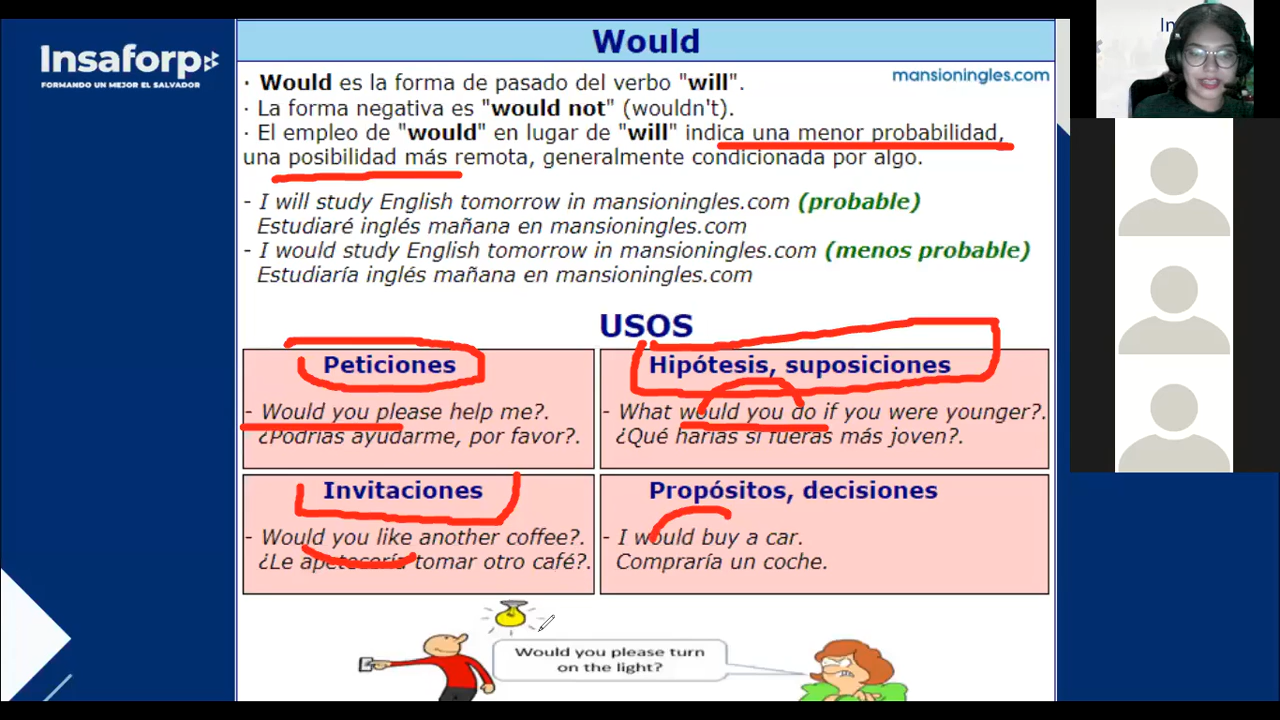 Insaforp
FORMANDO UN MEJOR EL SALVADOR
Would
mansioningles.com
· Would es la forma de pasado del verbo "will".
· La forma negativa es "would not" (wouldn't).
· El empleo de "would" en lugar de "will" indica una menor probabilidad,
una posibilidad más remota, generalmente condicionada por algo.
- I will study English tomorrow in mansioningles.com (probable)
Estudiaré inglés mañana en mansioningles.com
- I would study English tomorrow in mansioningles.com (menos probable)
Estudiaría inglés mañana en mansioningles.com
USOS
Peticiones
- Would you please help me?.
¿Podrías ayudarme, por favor?.
Hipótesis, suposiciones
- What would you do if you were younger?.
¿Qué harías si fueras más joven?.
Invitaciones
- Would you like another coffee?.
¿Le apetecería tomar otro café?.
Propósitos, decisiones
- I would buy a car.
Compraría un coche.
Would you please turn
on the light?